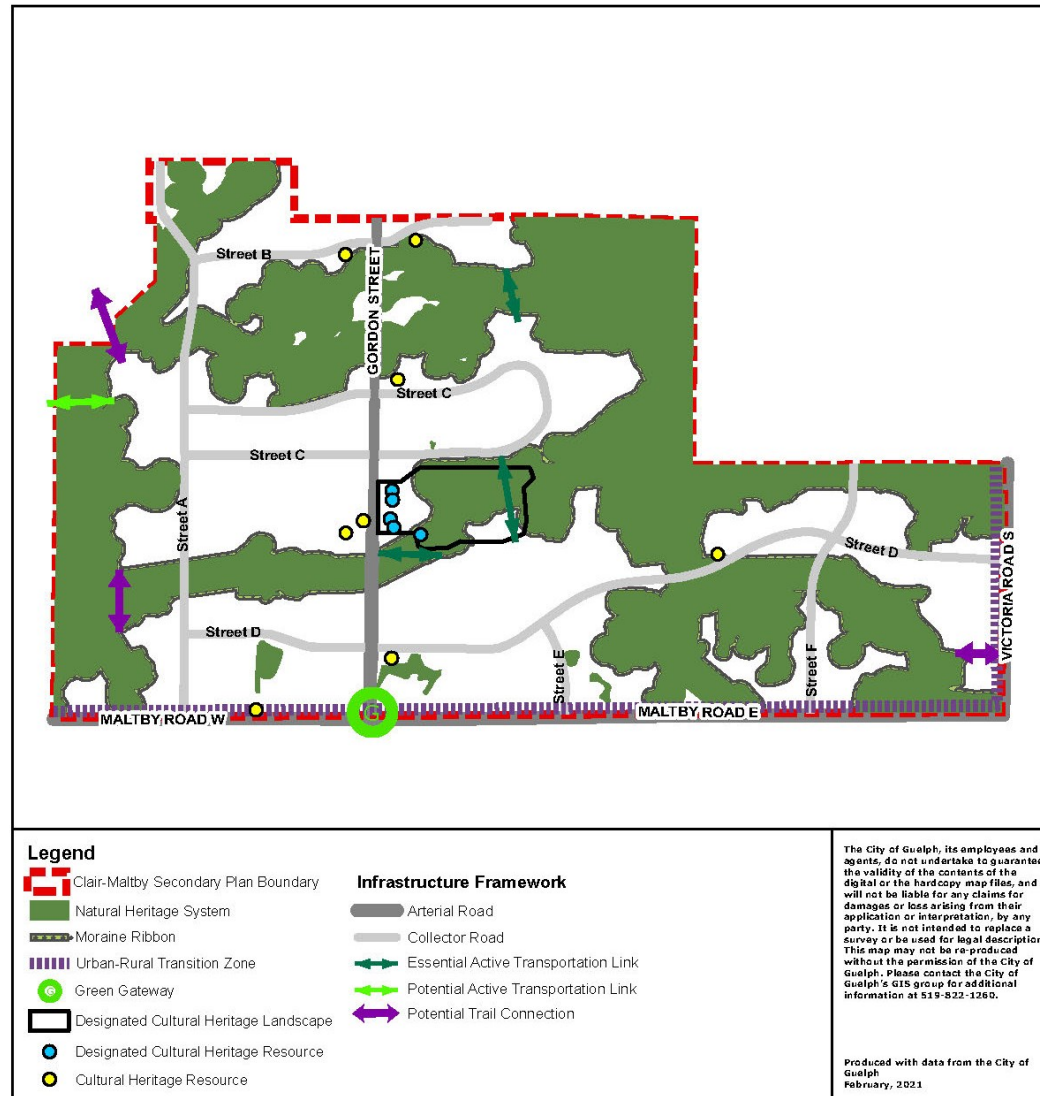 Street B
GORDON STREET
Street C
Street C
Street A
Street D
VICTORIA ROAD S
Street D
Street E
Street F
G
MALTBY ROAD W
MALTBY ROAD E
Legend
Clair-Maltby Secondary Plan Boundary
Natural Heritage System
Moraine Ribbon
Urban-Rural Transition Zone
G Green Gateway
Designated Cultural Heritage Landscape
Designated Cultural Heritage Resource
Cultural Heritage Resource
Infrastructure Framework
Arterial Road
Collector Road
Essential Active Transportation Link
Potential Active Transportation Link
Potential Trail Connection
The City of Guelph, its employees and
agents, do not undertake to guarantee
the validity of the contents of the
digital or the hardcopy map files, and
will not be liable for any claims for
damages or loss arising from their
application or interpretation, by any
party. It is not intended to replace a
survey or be used for legal description
This map may not be re-produced
without the permission of the City of
Guelph. Please contact the City of
Guelph's GIS group for additional
information at 519-822-1260.
Produced with data from the City of
Guelph
February, 2021